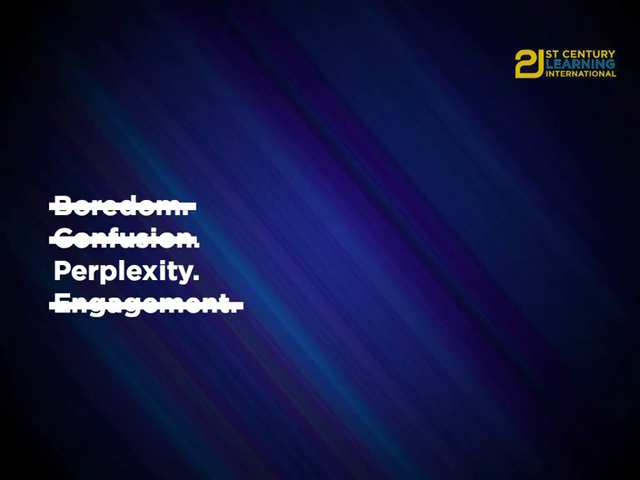 21ST CENTURY
LEARNING
INTERNATIONAL
Boredom.
Confusion.
Perplexity.
Engagement.